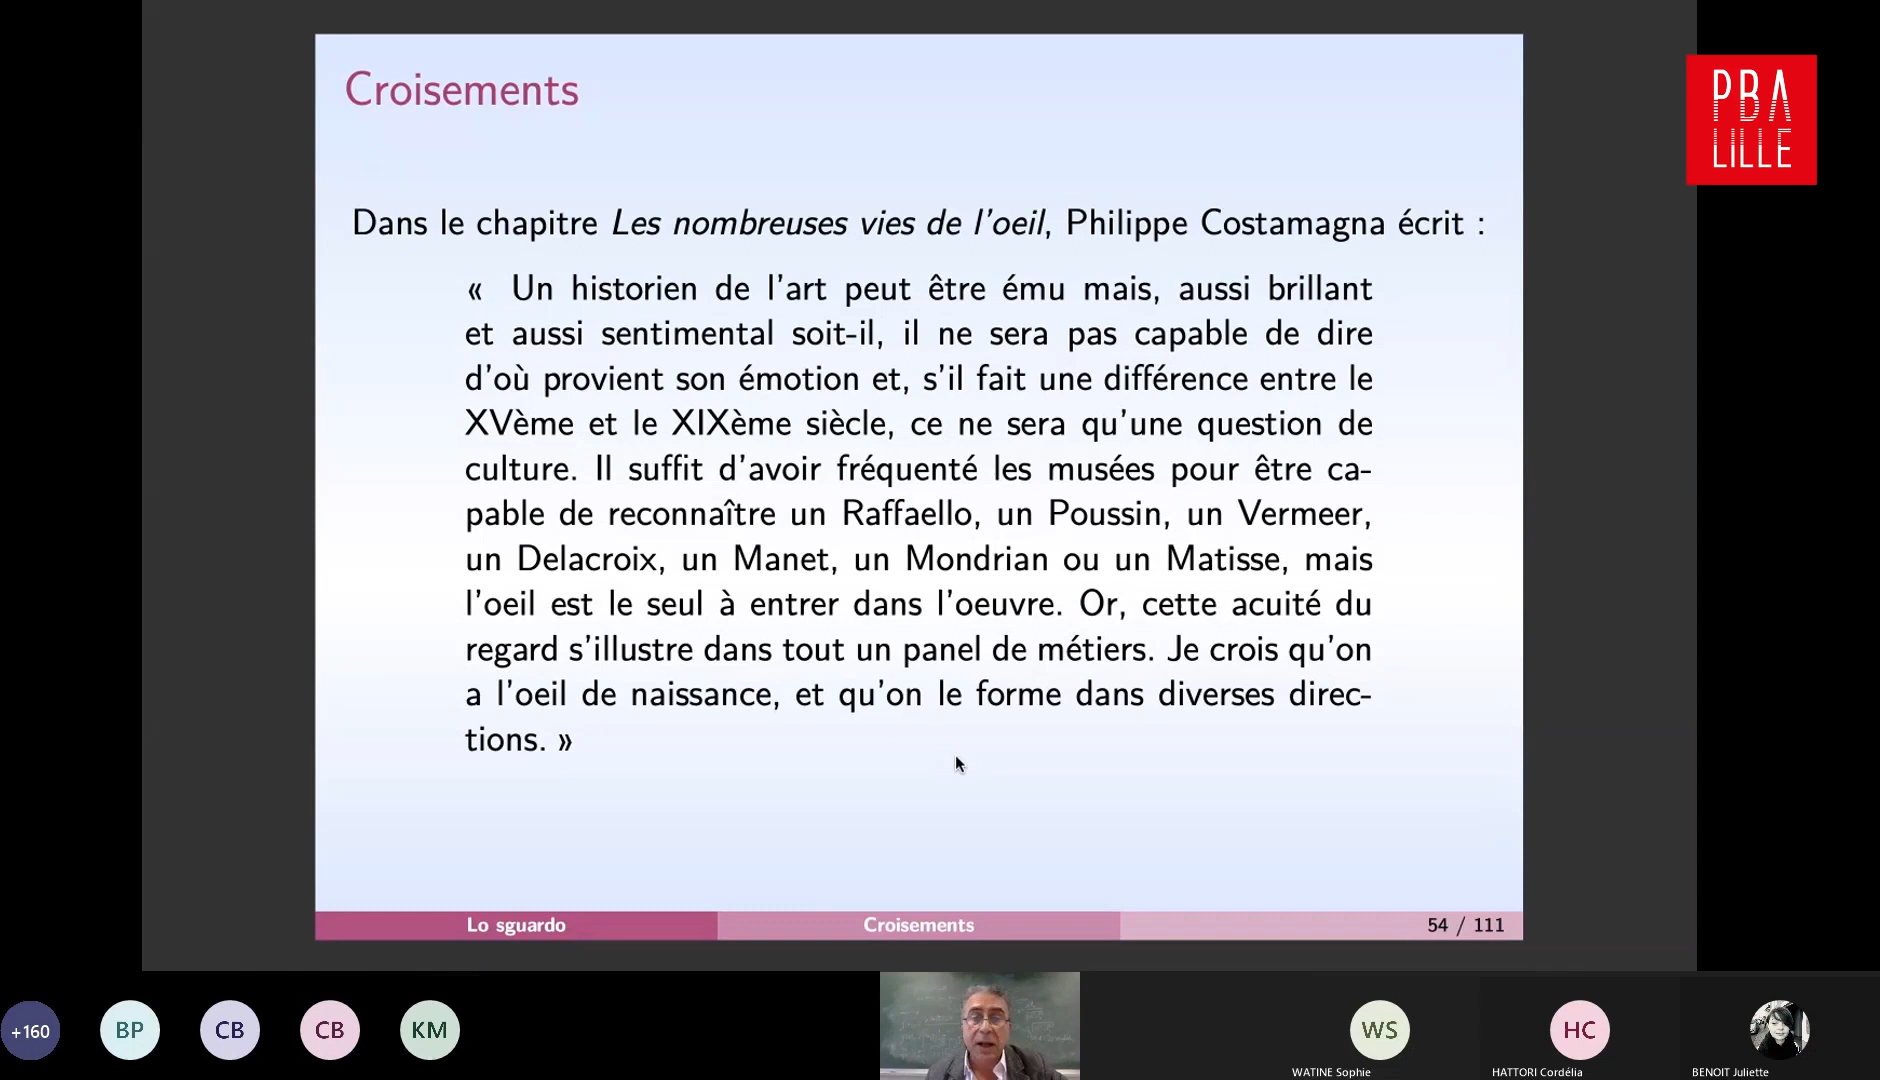 Croisements
PBA
LILLE
Dans le chapitre Les nombreuses vies de l'oeil, Philippe Costamagna écrit :
« Un historien de l'art peut être ému mais, aussi brillant
et aussi sentimental soit-il, il ne sera pas capable de dire
d'où provient son émotion et, s'il fait une différence entre le
XVème et le XIXème siècle, ce ne sera qu'une question de
culture. Il suffit d'avoir fréquenté les musées pour être ca-
pable de reconnaître un Raffaello, un Poussin, un Vermeer,
un Delacroix, un Manet, un Mondrian ou un Matisse, mais
l'oeil est le seul à entrer dans l'oeuvre. Or, cette acuité du
regard s'illustre dans tout un panel de métiers. Je crois qu'on
a l'oeil de naissance, et qu'on le forme dans diverses direc-
tions. »
Lo sguardo Croisements 54 / 111
+160 BP CB CB KM WS HC
WATINE Sophie HATTORI Cordélia BENOIT Juliette